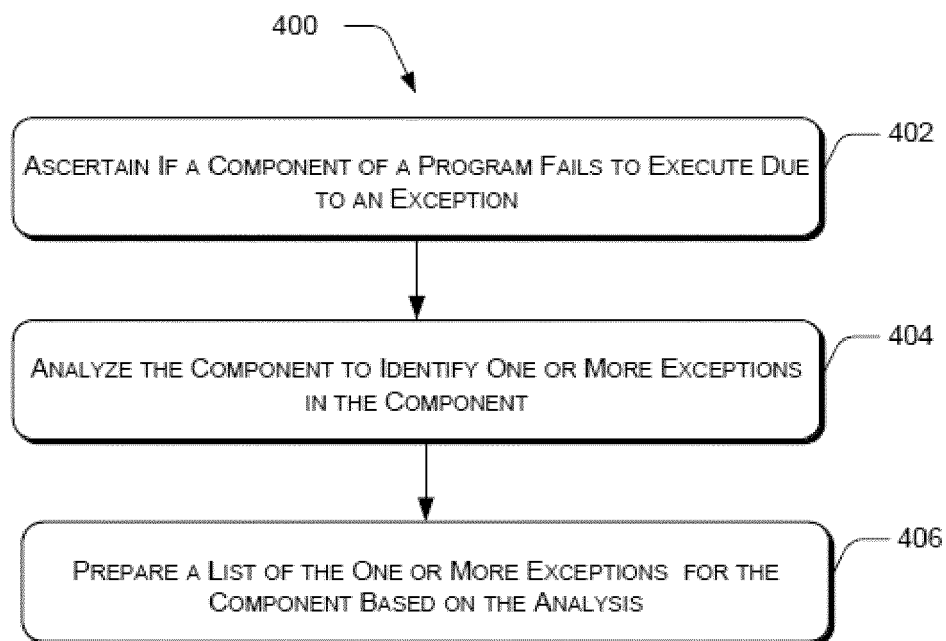 400
402
ASCERTAIN IF A COMPONENT OF A PROGRAM FAILS TO EXECUTE DUE
TO AN EXCEPTION
404
ANALYZE THE COMPONENT TO IDENTIFY ONE OR MORE EXCEPTIONS
IN THE COMPONENT
406
PREPARE A LIST OF THE ONE OR MORE EXCEPTIONS FOR THE
COMPONENT BASED ON THE ANALYSIS